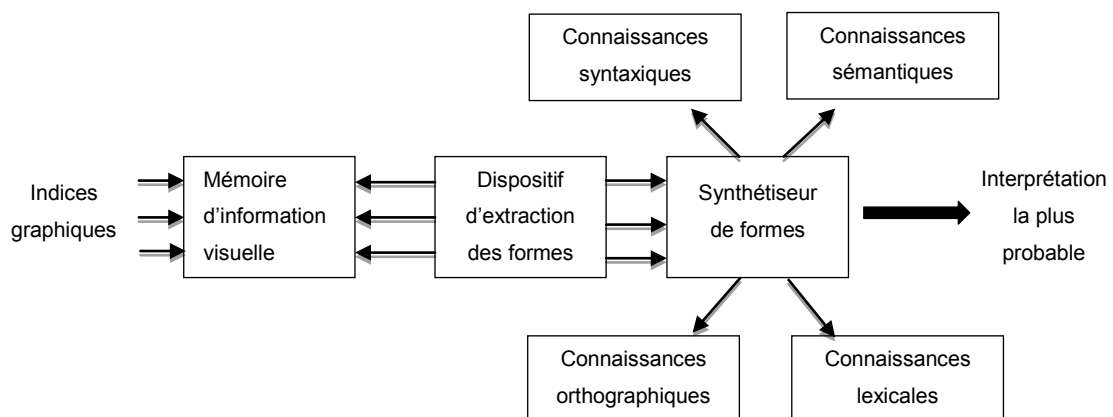 Connaissances
syntaxiques
Connaissances
sémantiques
Indices
graphiques
Mémoire
d'information
visuelle
Dispositif
d'extraction
des formes
Synthétiseur
de formes
Interprétation
la plus
probable
Connaissances
orthographiques
Connaissances
lexicales